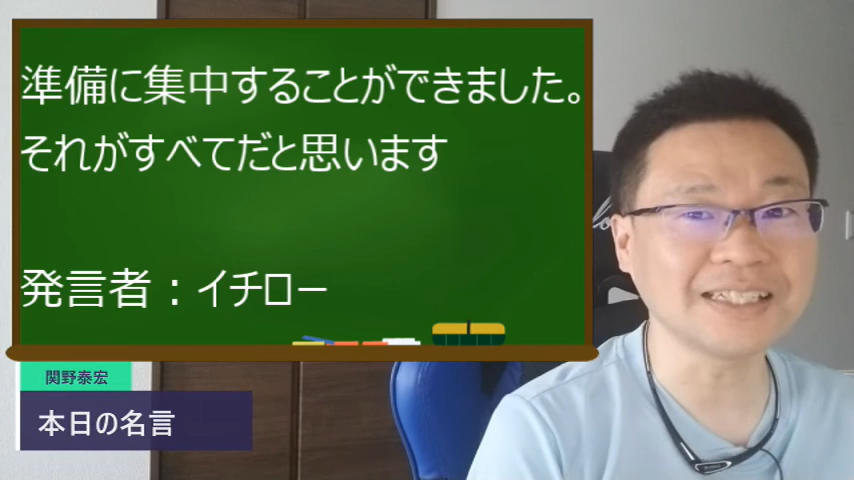 準備に集中することができました。
それがすべてだと思います
発言者：イチロー
関野泰宏
本日の名言